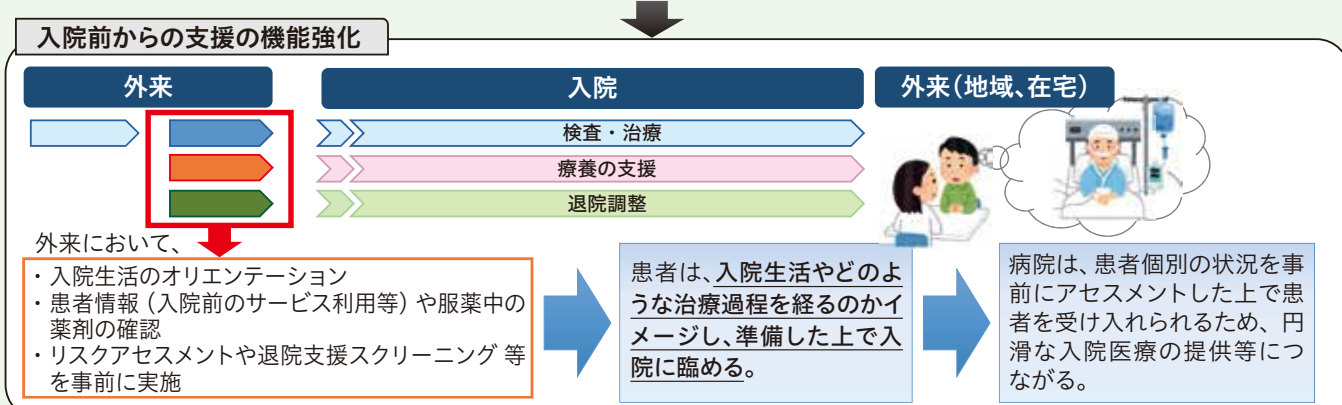 入院前からの支援の機能強化
外来
入院
外来(地域、在宅)
検査・治療
療養の支援
退院調整
外来において、
・入院生活のオリエンテーション
・患者情報(入院前のサービス利用等)や服薬中の
薬剤の確認
・リスクアセスメントや退院支援スクリーニング 等
を事前に実施
患者は、入院生活やどのよ
うな治療過程を経るのかイ
メージし、準備した上で入
院に臨める。
病院は、患者個別の状況を事
前にアセスメントした上で患
者を受け入れられるため、円
滑な入院医療の提供等につ
ながる。